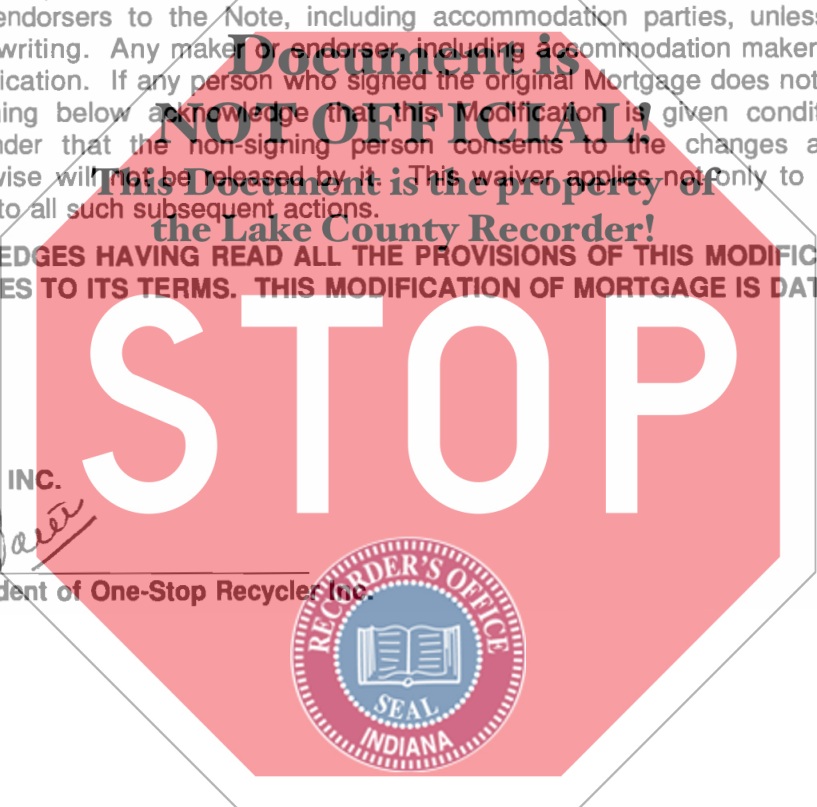 endorsers to the Note, including accommodation parties, unles
writing. Any maker or endorser, including accommodation maker
ication. If any person who signed the original Mortgage does not
ing below acknowledge that this Modification is given condit
nder that the non-signing person consents to the changes a
wise will not be released by it. This waiver applies not only to
to all such subsequent actions.
EDGES HAVING READ ALL THE PROVISIONS OF THIS MODIFIC
ES TO ITS TERMS. THIS MODIFICATION OF MORTGAGE IS DAT
Document is
NOT OFFICIAL!
This Document is the property of
the Lake County Recorder!
STOP
INC.
dent of One-Stop Recycler Inc.
RECORDER'S OFFICE
SEAL
INDIANA